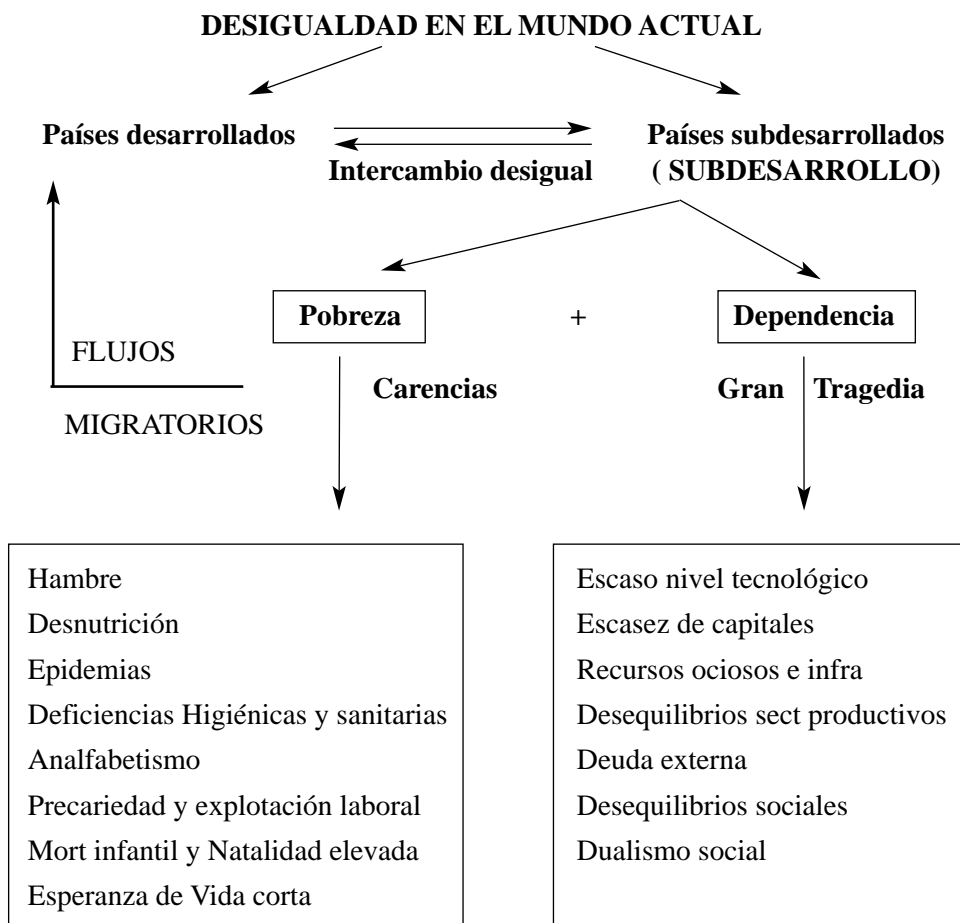 DESIGUALDAD EN EL MUNDO ACTUAL
Países desarrollados
Intercambio desigual
Países subdesarrollados
( SUBDESARROLLO)
Pobreza
+
Dependencia
FLUJOS
MIGRATORIOS
Carencias
Gran Tragedia
Hambre
Desnutrición
Epidemias
Deficiencias Higiénicas y sanitarias
Analfabetismo
Precariedad y explotación laboral
Mort infantil y Natalidad elevada
Esperanza de Vida corta
Escaso nivel tecnológico
Escasez de capitales
Recursos ociosos e infra
Desequilibrios sect productivos
Deuda externa
Desequilibrios sociales
Dualismo social